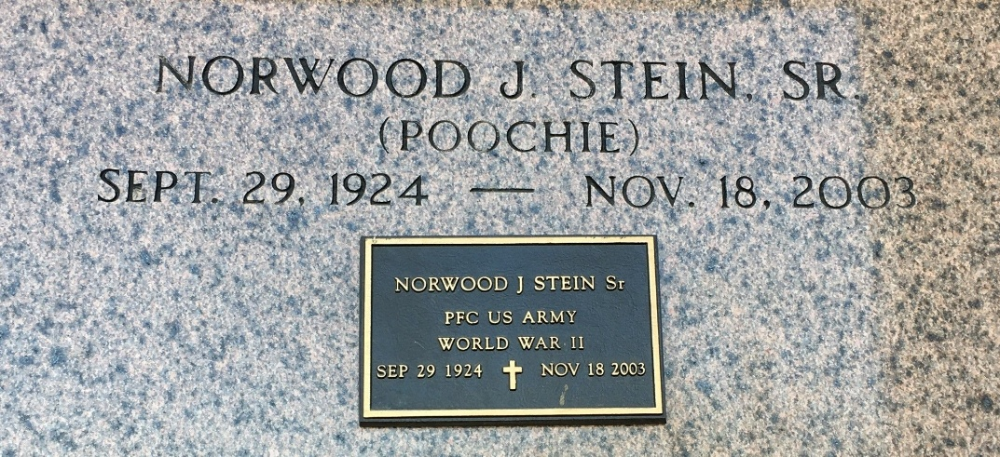 NORWOOD J. STEIN, SR.
(POOCHIE)
SEPT. 29, 1924 — NOV. 18, 2003
NORWOOD J STEIN Sr
PFC US ARMY
WORLD WAR II
SEP 29 1924 ✝ NOV 18 2003